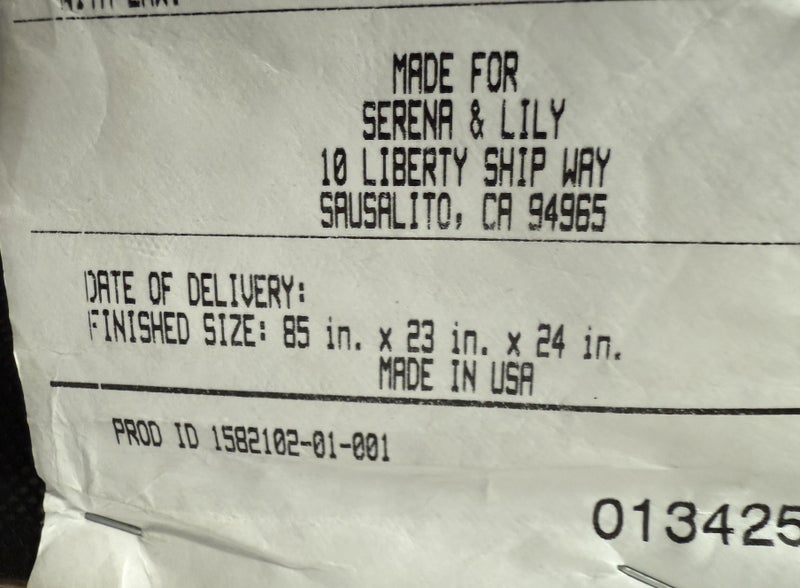 MADE FOR
SERENA & LILY
10 LIBERTY SHIP WAY
SAUSALITO, CA 94965
DATE OF DELIVERY:
FINISHED SIZE: 85 in. x 23 in. x 24 in.
MADE IN USA
PROD ID 1582102-01-001
013425